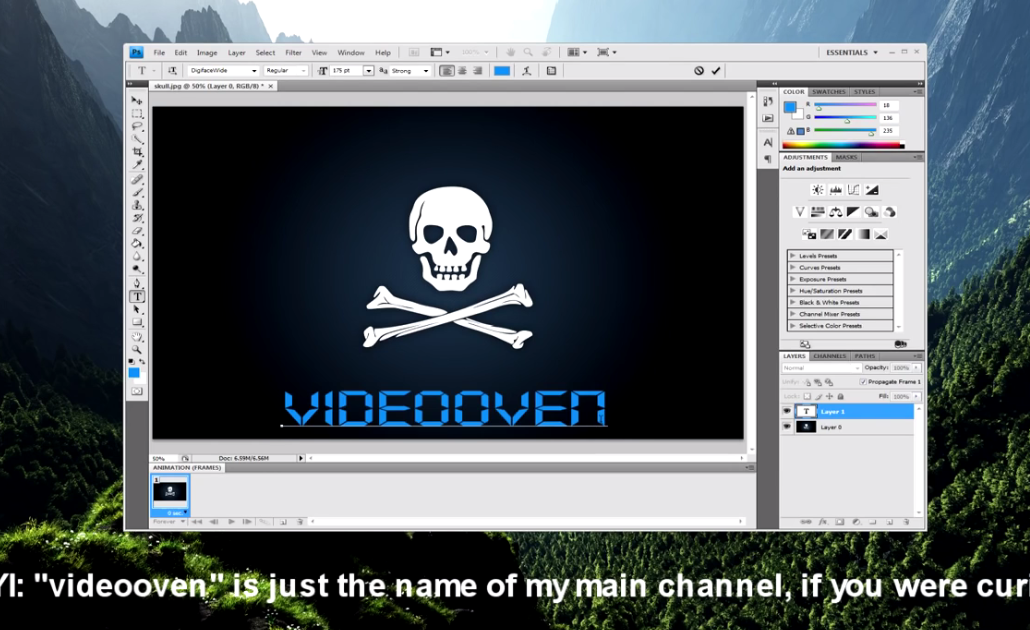 Ps File Edit Image Layer Select Filter View Window Help 100% ESSENTIALS
T DigifaceWide Regular T 175 pt aa Strong
skull.jpg @ 50% (Layer 0, RGB/8) * ×
COLOR SWATCHES STYLES
R 18
G 136
B 235
ADJUSTMENTS MASKS
Add an adjustment
Levels Presets
Curves Presets
Exposure Presets
Hue/Saturation Presets
Black & White Presets
Channel Mixer Presets
Selective Color Presets
LAYERS CHANNELS PATHS
Normal Opacity: 100%
Unify: Propagate Frame 1
Lock: Fill: 100%
T Layer 1
Layer 0
VIDEOOVEN
50% Doc: 6.59M/6.56M
ANIMATION (FRAMES)
1
0 sec
Forever
YI: "videooven" is just the name of my main channel, if you were curi